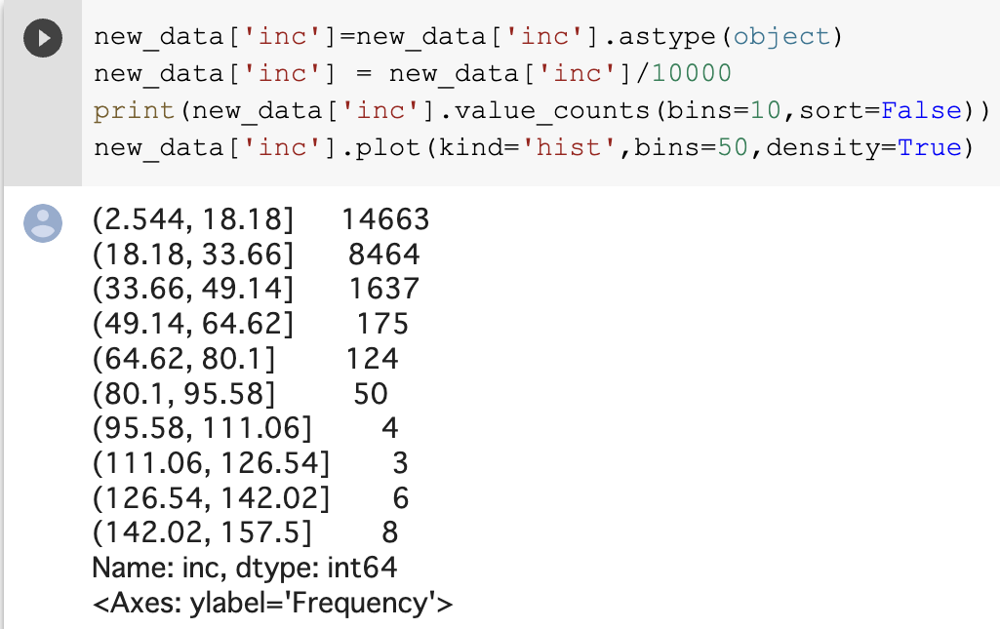 new_data['inc']=new_data['inc'].astype(object)
new_data['inc'] = new_data['inc']/10000
print(new_data['inc'].value_counts(bins=10,sort=False))
new_data['inc'].plot(kind='hist',bins=50,density=True)
(2.544, 18.18] 14663
(18.18, 33.66] 8464
(33.66, 49.14] 1637
(49.14, 64.62] 175
(64.62, 80.1] 124
(80.1, 95.58] 50
(95.58, 111.06] 4
(111.06, 126.54] 3
(126.54, 142.02] 6
(142.02, 157.5] 8
Name: inc, dtype: int64
<Axes: ylabel='Frequency'>